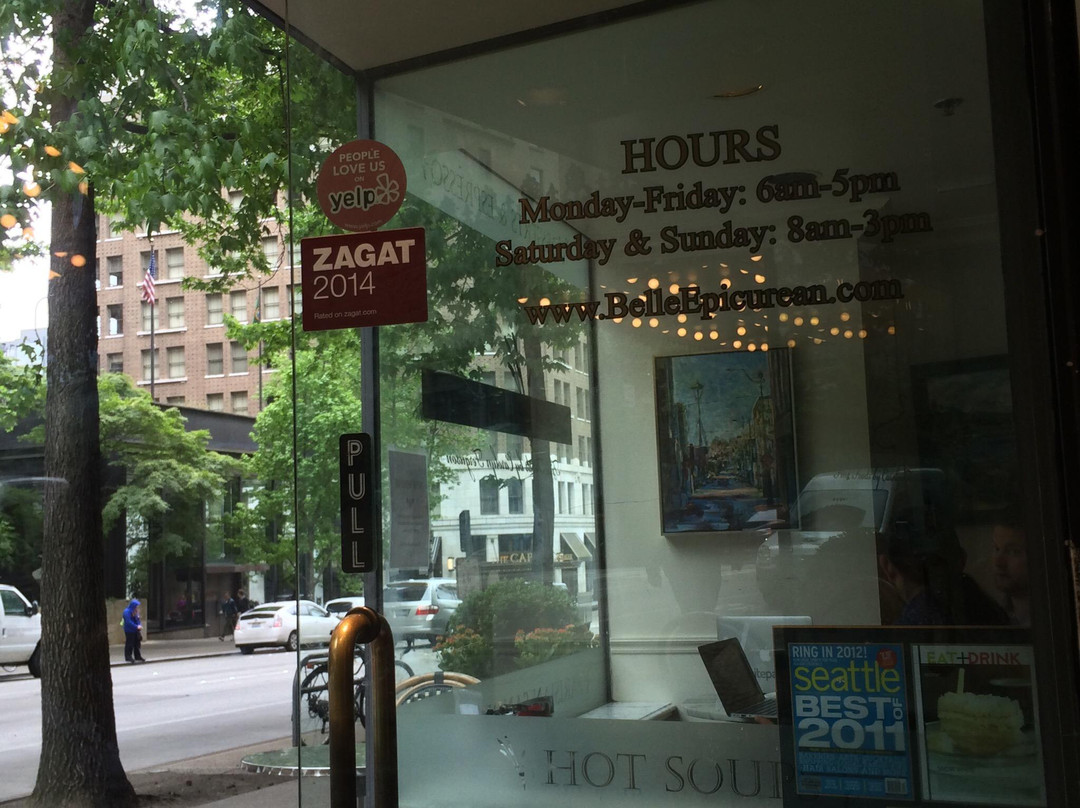 HOURS
Monday-Friday: 6am-5pm
Saturday & Sunday: 8am-3pm
www.BelleEpicurean.com
PEOPLE
LOVE US
ON
yelp
ZAGAT
2014
Rated on zagat.com
PULL
RING IN 2012!
seattle
BEST OF
2011
EAT+DRINK
HOT SOU